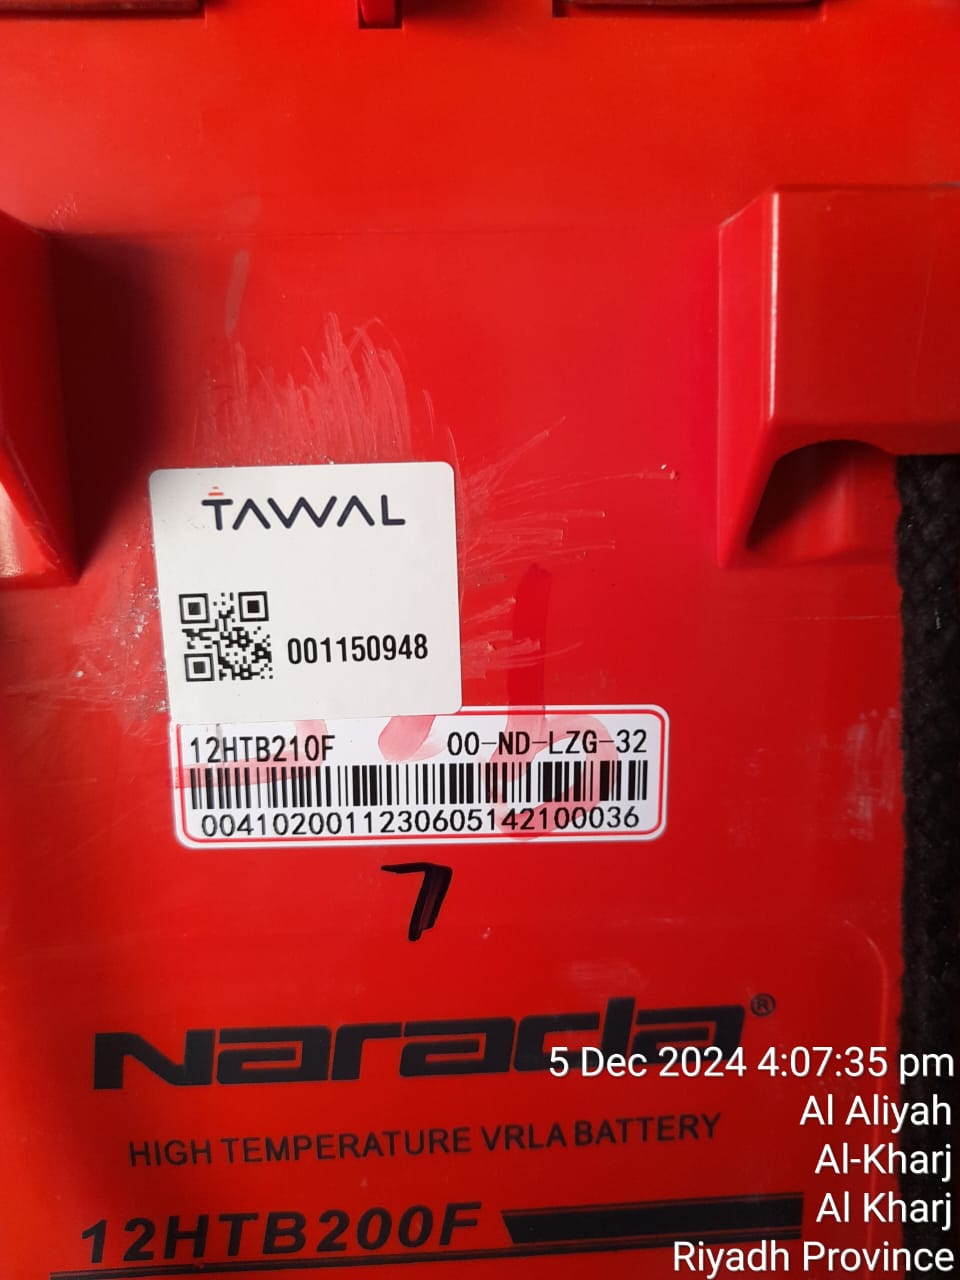 TAWAL
001150948
12HTB210F 00-ND-LZG-32
0041020011230605142100036
7
Narada®
HIGH TEMPERATURE VRLA BATTERY
12HTB200F
5 Dec 2024 4:07:35 pm
Al Aliyah
Al-Kharj
Al Kharj
Riyadh Province